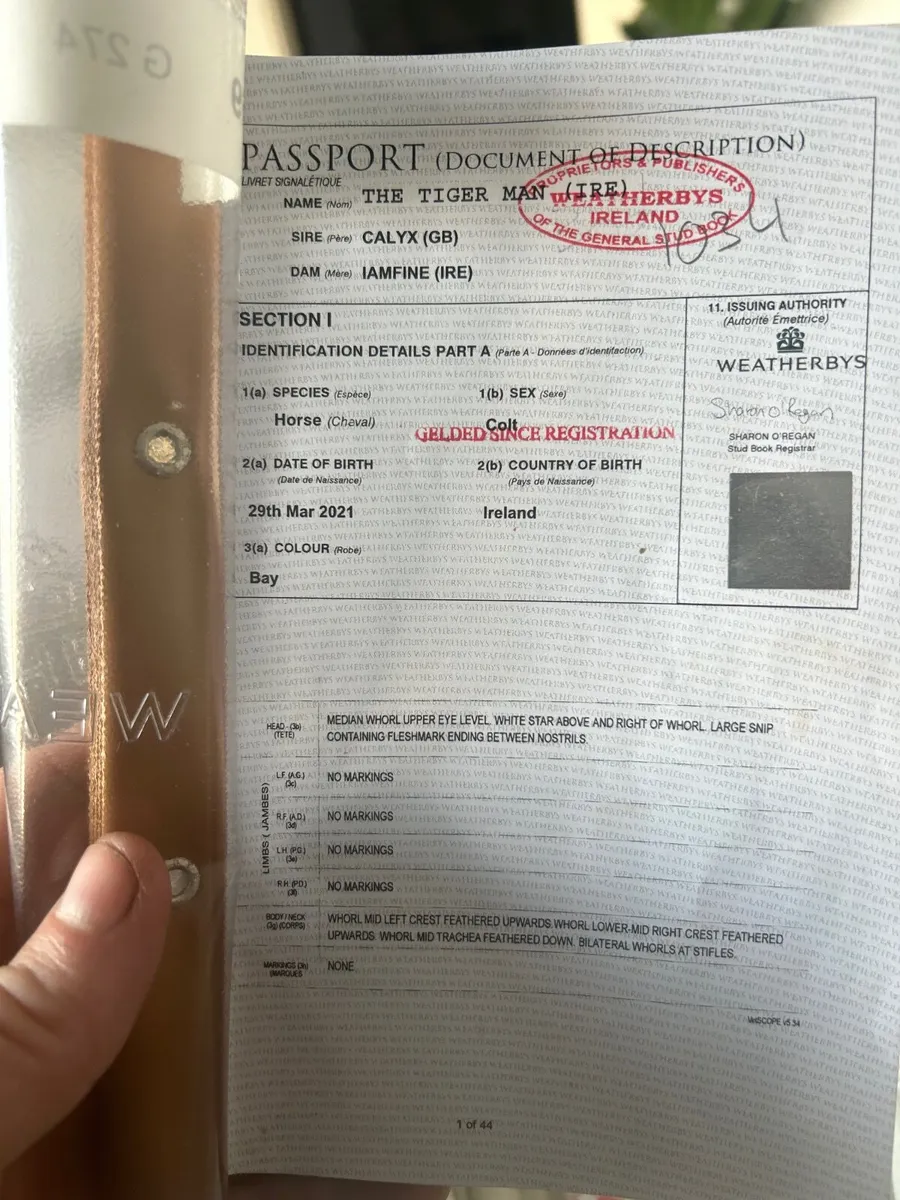 G 274
9
PASSPORT (DOCUMENT OF DESCRIPTION)
LIVRET SIGNALÉTIQUE
NAME (Nom) THE TIGER MAN (IRE)
PROPRIETORS & PUBLISHERS
WEATHERBYS
IRELAND
OF THE GENERAL STUD BOOK
1034
SIRE (Père) CALYX (GB)
DAM (Mère) IAMFINE (IRE)
SECTION I
IDENTIFICATION DETAILS PART A (Partie A - Données d'identifaction)
11. ISSUING AUTHORITY
(Autorité Émettrice)
WEATHERBYS
Sharon O'Regan
SHARON O'REGAN
Stud Book Registrar
1(a) SPECIES (Espèce)
1(b) SEX (Sexe)
Horse (Cheval)
Colt
GELDED SINCE REGISTRATION
2(a) DATE OF BIRTH
(Date de Naissance)
2(b) COUNTRY OF BIRTH
(Pays de Naissance)
29th Mar 2021
Ireland
3(a) COLOUR (Robe)
Bay
HEAD - (3b)
(TETE)
MEDIAN WHORL UPPER EYE LEVEL. WHITE STAR ABOVE AND RIGHT OF WHORL. LARGE SNIP
CONTAINING FLESHMARK ENDING BETWEEN NOSTRILS.
LIMBS (JAMBES)
L.F. (A.G.)
(3c)
NO MARKINGS
R.F. (A.D.)
(3d)
NO MARKINGS
L.H. (P.G.)
(3e)
NO MARKINGS
R.H. (P.D.)
(3f)
NO MARKINGS
BODY / NECK
(3g) (CORPS)
WHORL MID LEFT CREST FEATHERED UPWARDS.WHORL LOWER-MID RIGHT CREST FEATHERED
UPWARDS. WHORL MID TRACHEA FEATHERED DOWN. BILATERAL WHORLS AT STIFLES.
MARKINGS (3h)
(MARQUES
NONE
WEA
1 of 44